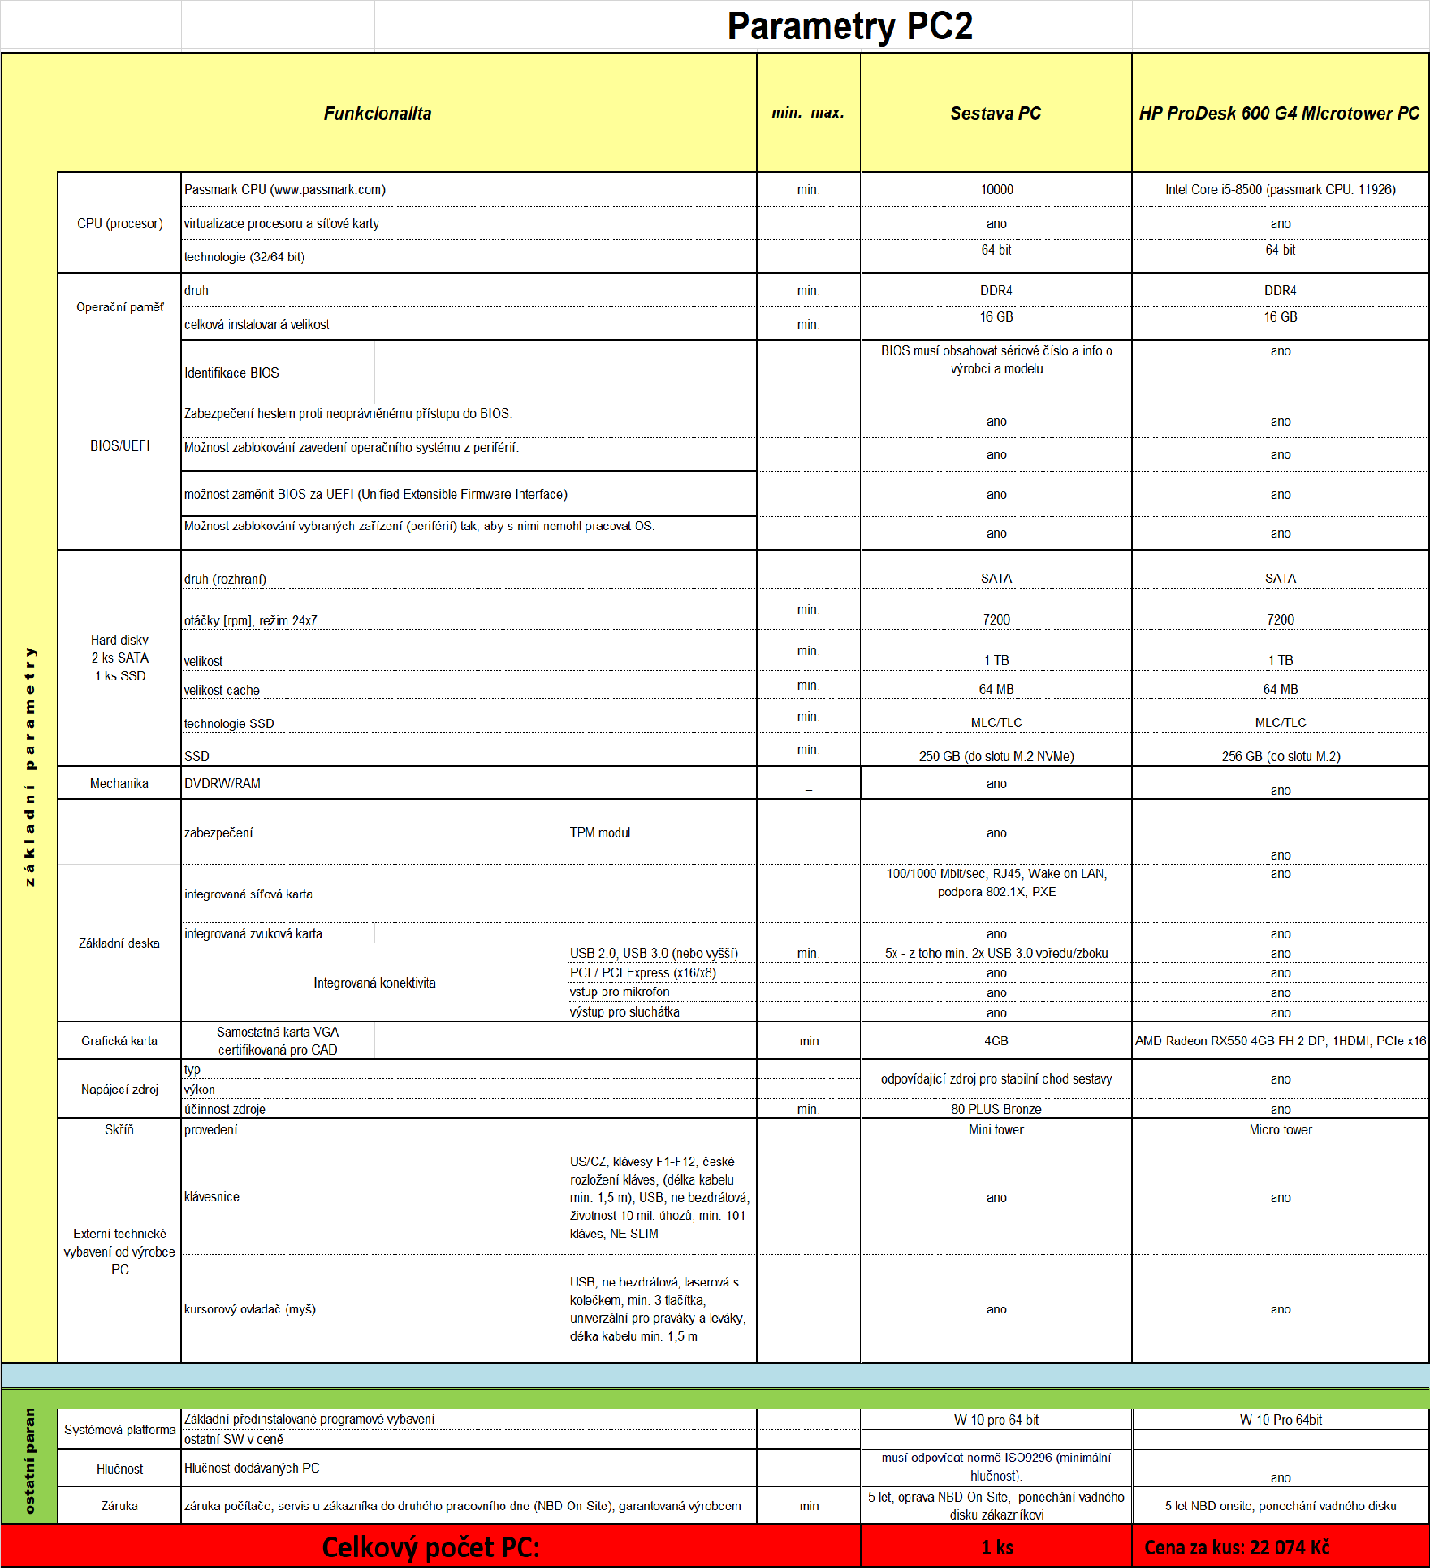 Parametry PC2
Funkcionalita min. max. Sestava PC HP ProDesk 600 G4 Microtower PC
základní parametry
CPU (procesor)
Passmark CPU (www.passmark.com) min. 10000 Intel Core i5-8500 (passmark CPU: 11926)
virtualizace procesoru a síťové karty ano ano
technologie (32/64 bit) 64 bit 64 bit
Operační paměť
druh min. DDR4 DDR4
celková instalovaná velikost min. 16 GB 16 GB
BIOS/UEFI
Identifikace BIOS BIOS musí obsahovat sériové číslo a info o ano
výrobci a modelu
Zabezpečení heslem proti neoprávněnému přístupu do BIOS. ano ano
Možnost zablokování zavedení operačního systému z periférií. ano ano
možnost zaměnit BIOS za UEFI (Unified Extensible Firmware Interface) ano ano
Možnost zablokování vybraných zařízení (periférií) tak, aby s nimi nemohl pracovat OS. ano ano
Hard disky
2 ks SATA
1 ks SSD
druh (rozhraní) SATA SATA
otáčky [rpm], režim 24x7 min. 7200 7200
velikost min. 1 TB 1 TB
velikost cache min. 64 MB 64 MB
technologie SSD min. MLC/TLC MLC/TLC
SSD min. 250 GB (do slotu M.2 NVMe) 256 GB (do slotu M.2)
Mechanika DVDRW/RAM – ano ano
Základní deska
zabezpečení TPM modul ano ano
integrovaná síťová karta 100/1000 Mbit/sec, RJ45, Wake on LAN, ano
podpora 802.1X, PXE
integrovaná zvuková karta ano ano
Integrovaná konektivita
USB 2.0, USB 3.0 (nebo vyšší) min. 5x - z toho min. 2x USB 3.0 vpředu/zboku ano
PCI / PCI Express (x16/x8) ano ano
vstup pro mikrofon ano ano
výstup pro sluchátka ano ano
Grafická karta Samostatná karta VGA
certifikovaná pro CAD min 4GB AMD Radeon RX550 4GB FH 2 DP, 1HDMI, PCIe x16
Napájecí zdroj
typ
výkon odpovídající zdroj pro stabilní chod sestavy ano
účinnost zdroje min. 80 PLUS Bronze ano
Skříň provedení Mini tower Micro tower
Externí technické
vybavení od výrobce
PC
klávesnice ano ano
US/CZ, klávesy F1-F12, české
rozložení kláves, (délka kabelu
min. 1,5 m), USB, ne bezdrátová,
životnost 10 mil. úhozů, min. 101
kláves, NE SLIM
kursorový ovladač (myš) ano ano
USB, ne bezdrátová, laserová s
kolečkem, min. 3 tlačítka,
univerzální pro praváky a leváky,
délka kabelu min. 1,5 m
ostatní paran
Systémová platforma
Základní předinstalované programové vybavení W 10 pro 64 bit W 10 Pro 64bit
ostatní SW v ceně
Hlučnost Hlučnost dodávaných PC musí odpovídat normě ISO9296 (minimální
hlučnost). ano
Záruka záruka počítače, servis u zákazníka do druhého pracovního dne (NBD On Site), garantovaná výrobcem min 5 let, oprava NBD On Site, ponechání vadného
disku zákazníkovi 5 let NBD onsite, ponechání vadného disku
Celkový počet PC: 1 ks Cena za kus: 22 074 Kč